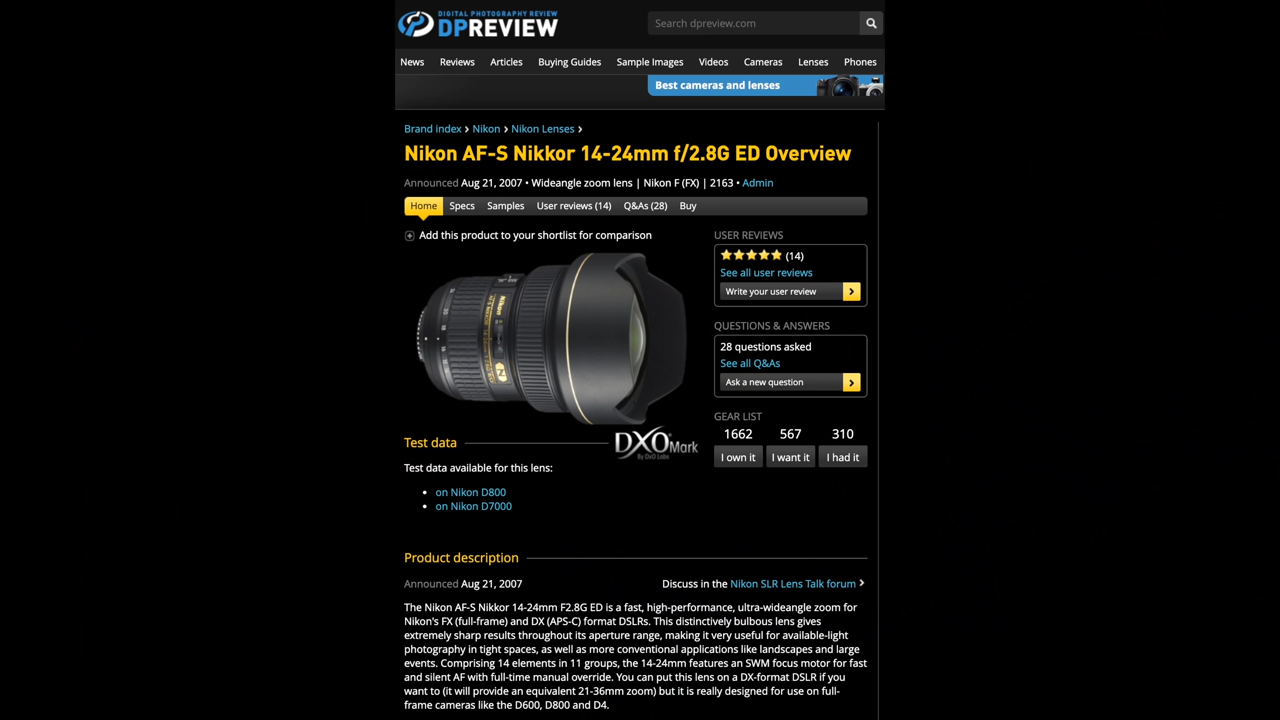 DIGITAL PHOTOGRAPHY REVIEW
DPREVIEW
Search dpreview.com
News Reviews Articles Buying Guides Sample Images Videos Cameras Lenses Phones
Best cameras and lenses
Brand index › Nikon › Nikon Lenses ›
Nikon AF-S Nikkor 14-24mm f/2.8G ED Overview
Announced Aug 21, 2007 • Wideangle zoom lens | Nikon F (FX) | 2163 • Admin
Home Specs Samples User reviews (14) Q&As (28) Buy
Add this product to your shortlist for comparison
Nikon
N
USER REVIEWS
(14)
See all user reviews
Write your user review
QUESTIONS & ANSWERS
28 questions asked
See all Q&As
Ask a new question
GEAR LIST
1662 567 310
I own it I want it I had it
Test data
DXO Mark
By DxO Labs
Test data available for this lens:
• on Nikon D800
• on Nikon D7000
Product description
Announced Aug 21, 2007 Discuss in the Nikon SLR Lens Talk forum ›
The Nikon AF-S Nikkor 14-24mm F2.8G ED is a fast, high-performance, ultra-wideangle zoom for
Nikon's FX (full-frame) and DX (APS-C) format DSLRs. This distinctively bulbous lens gives
extremely sharp results throughout its aperture range, making it very useful for available-light
photography in tight spaces, as well as more conventional applications like landscapes and large
events. Comprising 14 elements in 11 groups, the 14-24mm features an SWM focus motor for fast
and silent AF with full-time manual override. You can put this lens on a DX-format DSLR if you
want to (it will provide an equivalent 21-36mm zoom) but it is really designed for use on full-
frame cameras like the D600, D800 and D4.